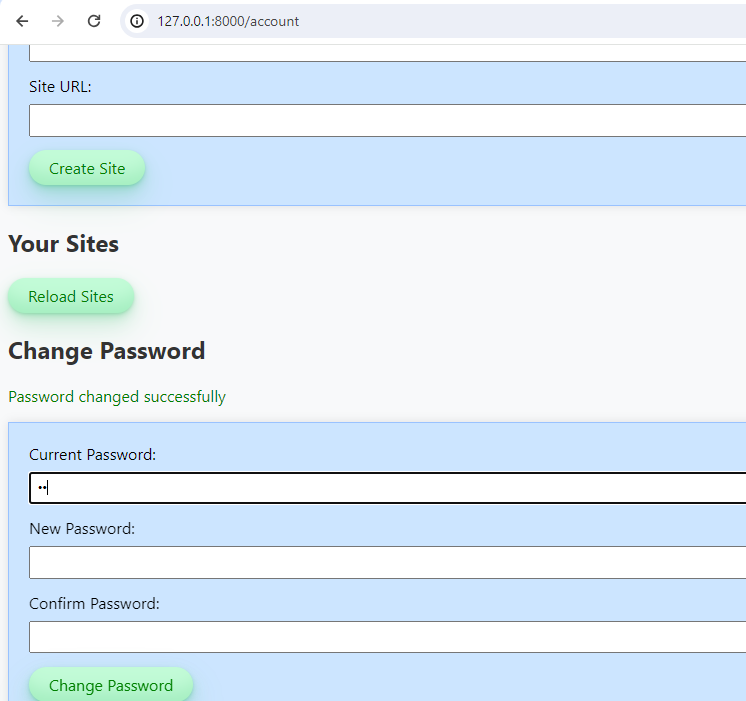 127.0.0.1:8000/account
Site URL:
Create Site
Your Sites
Reload Sites
Change Password
Password changed successfully
Current Password:
••
New Password:
Confirm Password:
Change Password